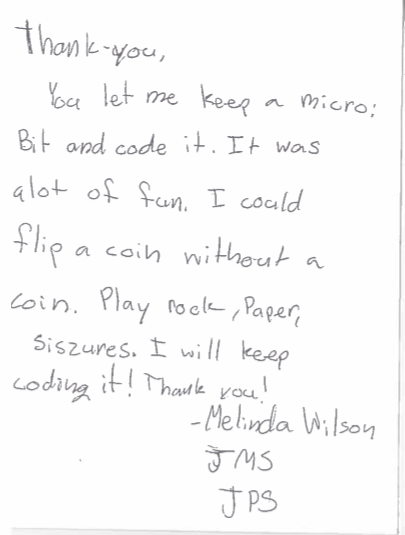 Thank-you,
You let me keep a micro:
Bit and code it. It was
alot of fun. I could
flip a coin without a
coin. Play rock, Paper,
Siszures. I will keep
coding it! Thank you!
-Melinda Wilson
JMS
JPS